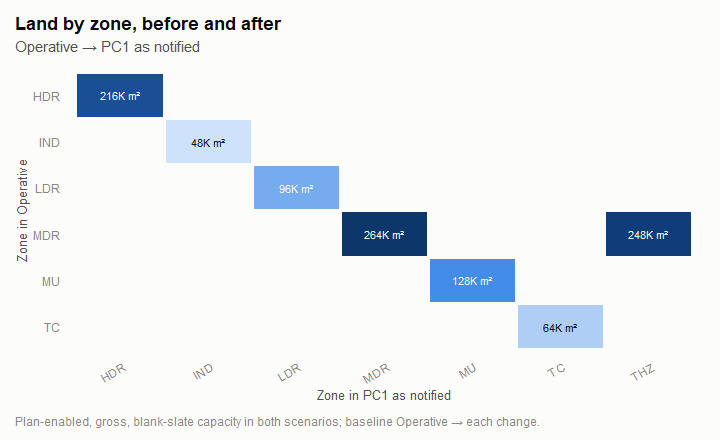 Land by zone, before and after
Operative → PC1 as notified
Zone in Operative
HDR 216K m²
IND 48K m²
LDR 96K m²
MDR 264K m² 248K m²
MU 128K m²
TC 64K m²
HDR IND LDR MDR MU TC THZ
Zone in PC1 as notified
Plan-enabled, gross, blank-slate capacity in both scenarios; baseline Operative → each change.